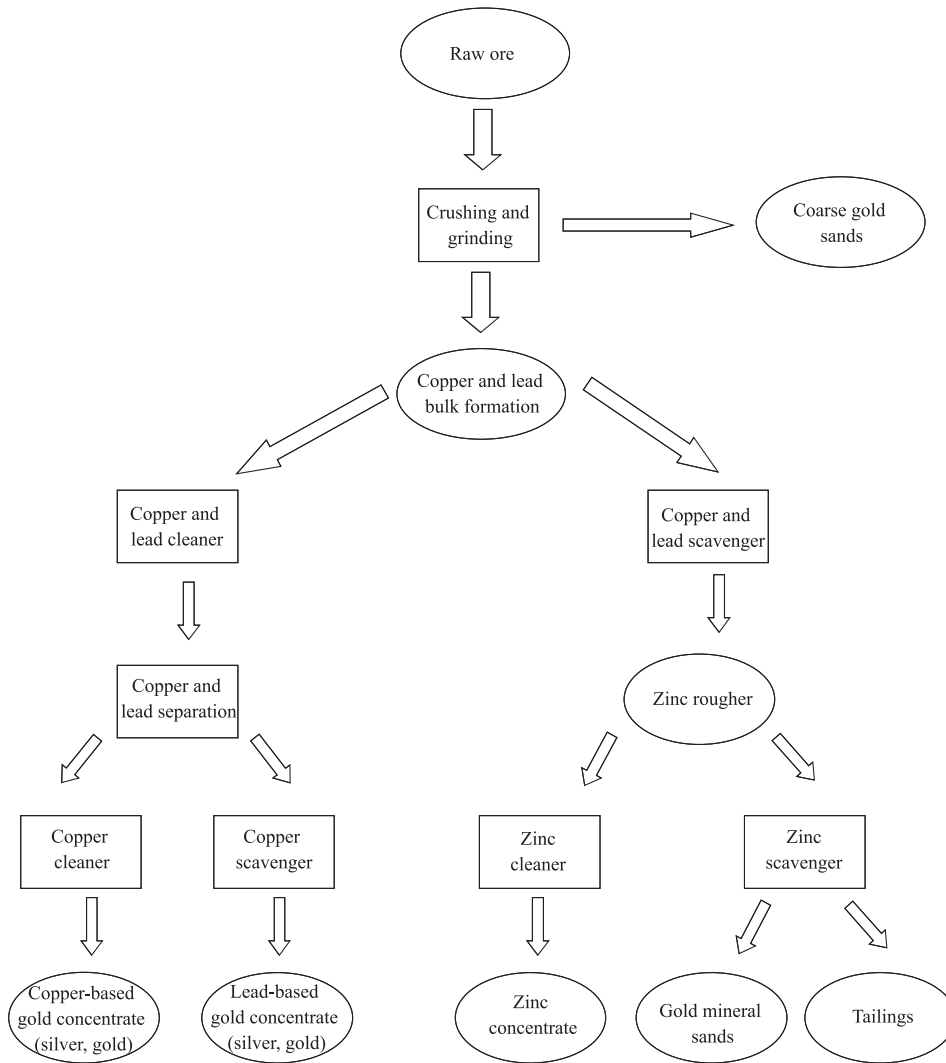 Raw ore
Crushing and
grinding
Coarse gold
sands
Copper and lead
bulk formation
Copper and
lead cleaner
Copper and
lead scavenger
Copper and
lead separation
Zinc rougher
Copper
cleaner
Copper
scavenger
Zinc
cleaner
Zinc
scavenger
Copper-based
gold concentrate
(silver, gold)
Lead-based
gold concentrate
(silver, gold)
Zinc
concentrate
Gold mineral
sands
Tailings